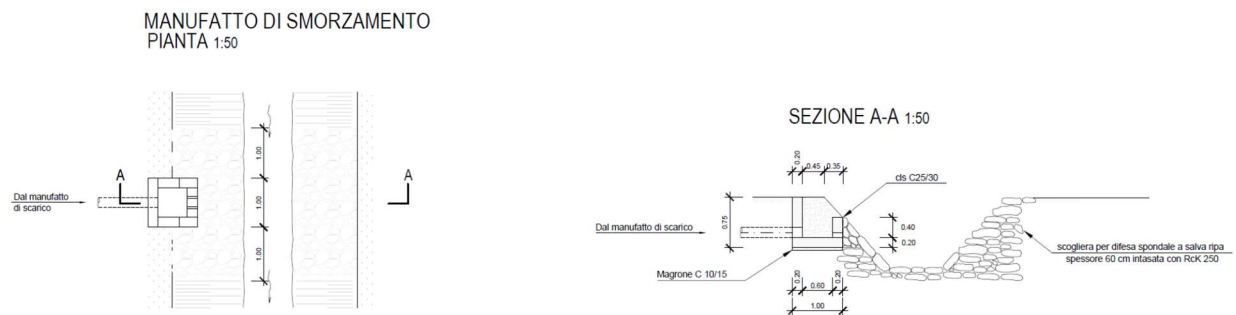 MANUFATTO DI SMORZAMENTO
PIANTA 1:50
A
A
Dal manufatto
di scarico
1.00
1.00
1.00
SEZIONE A-A 1:50
0.20
0.45
0.35
cls C25/30
0.75
Dal manufatto di scarico
0.40
0.20
Magrone C 10/15
scogliera per difesa spondale a salva ripa
spessore 60 cm intasata con RcK 250
0.20
0.60
0.20
1.00